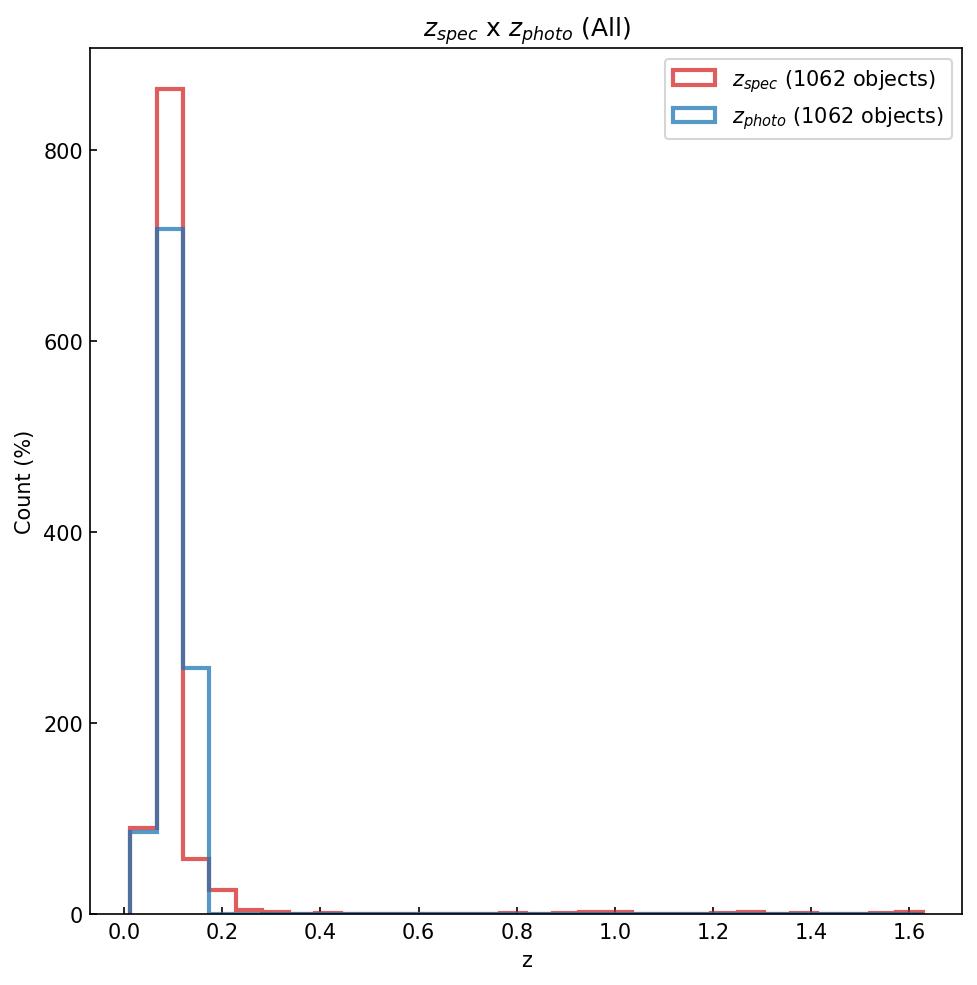 z_spec x z_photo (All)
z_spec (1062 objects)
z_photo (1062 objects)
Count (%)
800
600
400
200
0
0.0 0.2 0.4 0.6 0.8 1.0 1.2 1.4 1.6
z